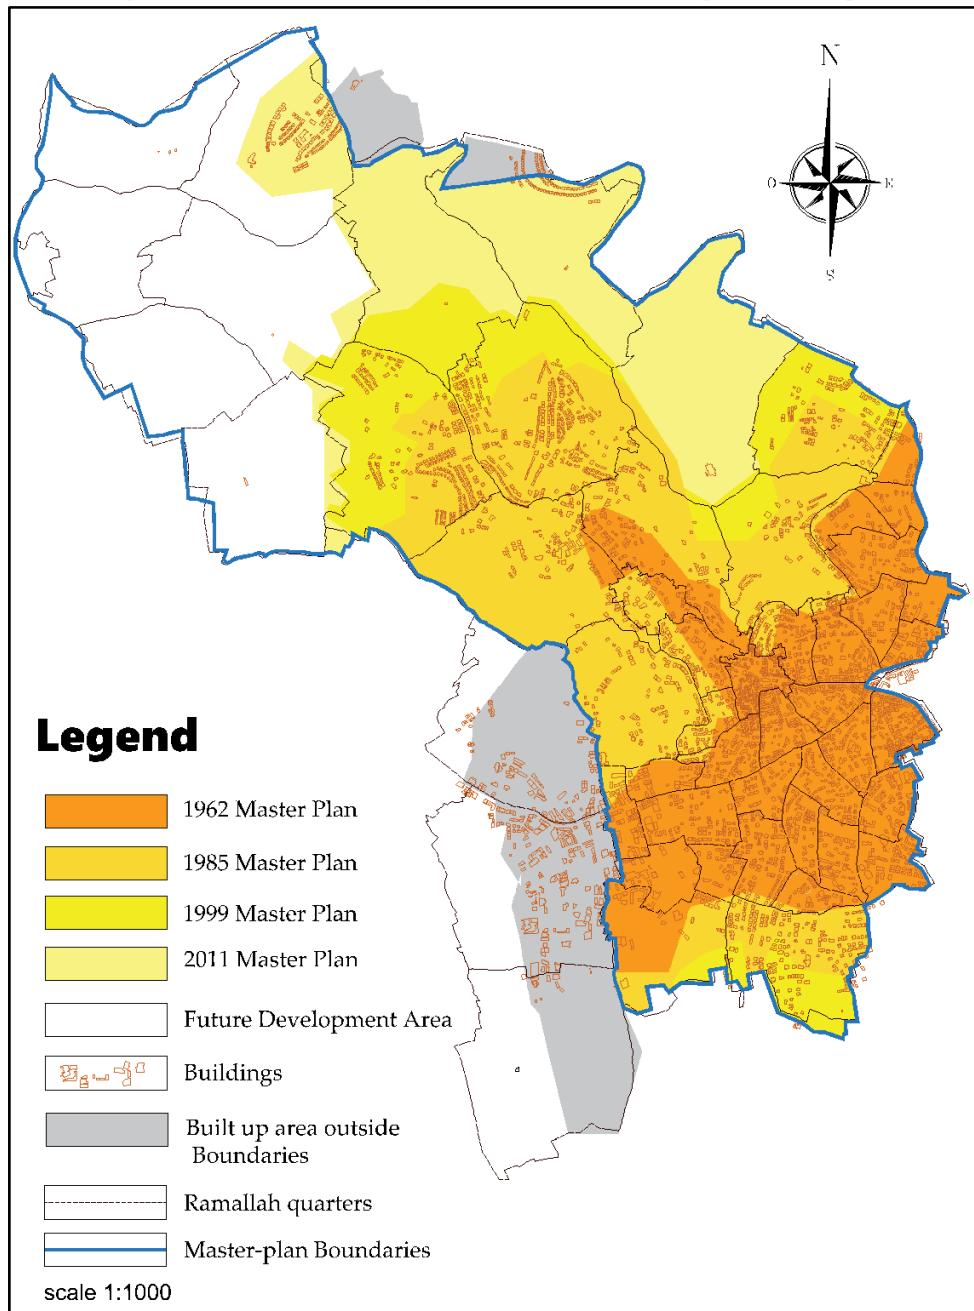 N
O
E
S
Legend
1962 Master Plan
1985 Master Plan
1999 Master Plan
2011 Master Plan
Future Development Area
Buildings
Built up area outside
Boundaries
Ramallah quarters
Master-plan Boundaries
scale 1:1000